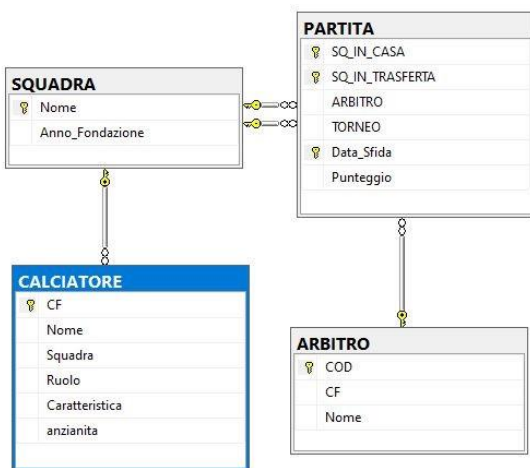 PARTITA
SQ_IN_CASA
SQ_IN_TRASFERTA
ARBITRO
TORNEO
Data_Sfida
Punteggio
SQUADRA
Nome
Anno_Fondazione
CALCIATORE
CF
Nome
Squadra
Ruolo
Caratteristica
anzianita
ARBITRO
COD
CF
Nome